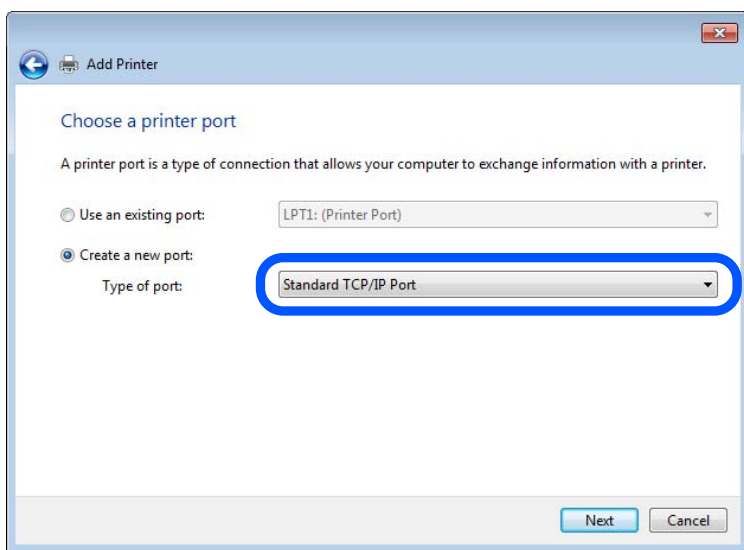 Add Printer
Choose a printer port
A printer port is a type of connection that allows your computer to exchange information with a printer.
Use an existing port: LPT1: (Printer Port)
Create a new port:
Type of port: Standard TCP/IP Port
Next Cancel